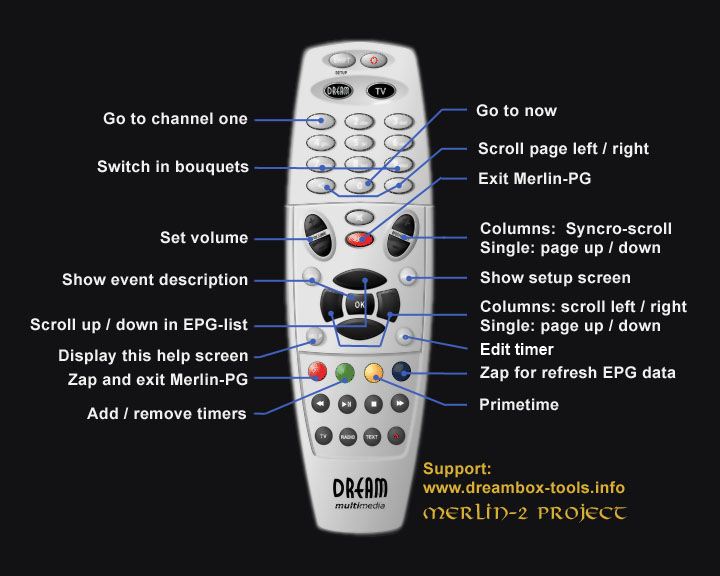 SETUP
DREAM
TV
Go to channel one
Go to now
Scroll page left / right
Switch in bouquets
Exit Merlin-PG
Set volume
Columns:  Syncro-scroll
Single: page up / down
Show event description
Show setup screen
OK
Columns: scroll left / right
Single: page up / down
Scroll up / down in EPG-list
Display this help screen
Edit timer
Zap and exit Merlin-PG
Zap for refresh EPG data
Add / remove timers
Primetime
TV
RADIO
TEXT
Support:
www.dreambox-tools.info
DREAM
multimedia
MERLIN-2 PROJECT